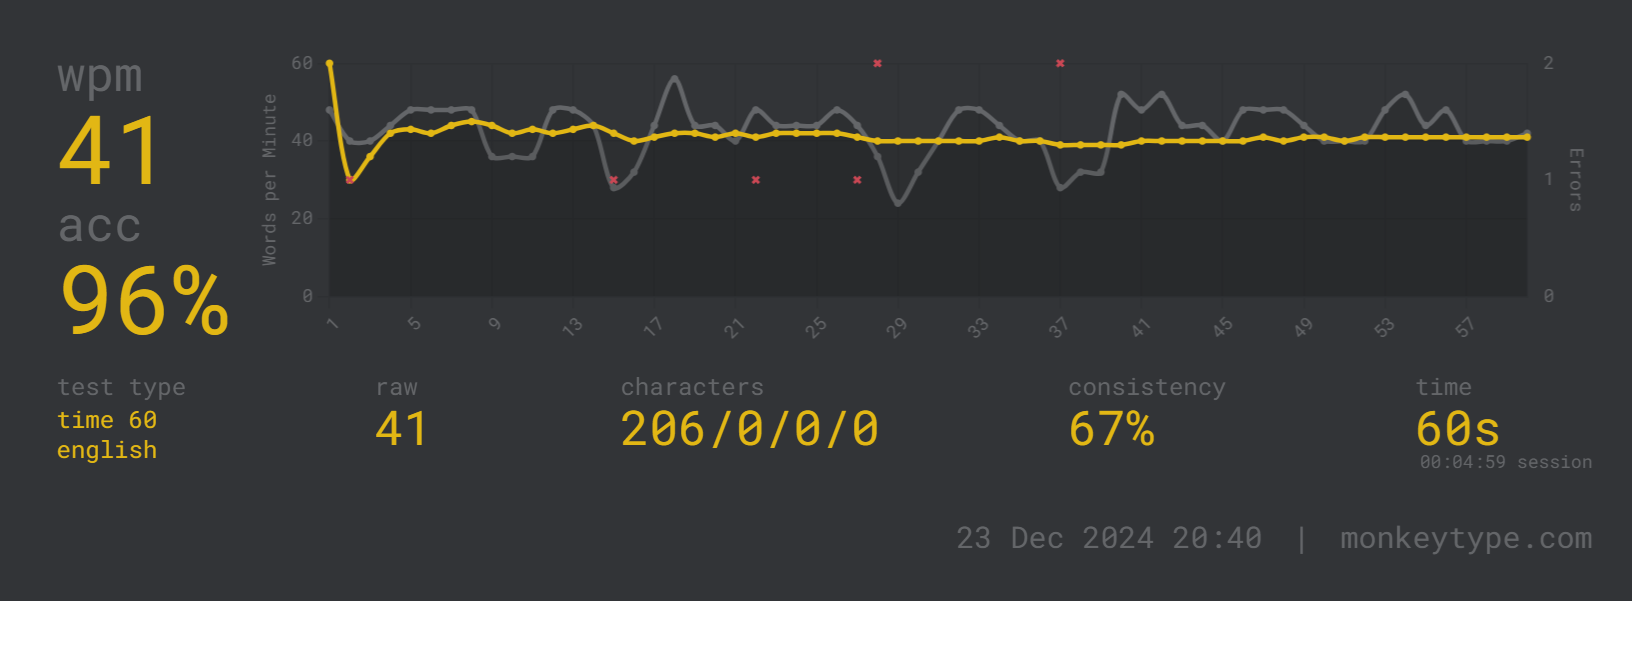 wpm
41
acc
96%
60
40
20
0
Words per Minute
2
1
0
Errors
1 5 9 13 17 21 25 29 33 37 41 45 49 53 57
test type
time 60
english
raw
41
characters
206/0/0/0
consistency
67%
time
60s
00:04:59 session
23 Dec 2024 20:40 | monkeytype.com